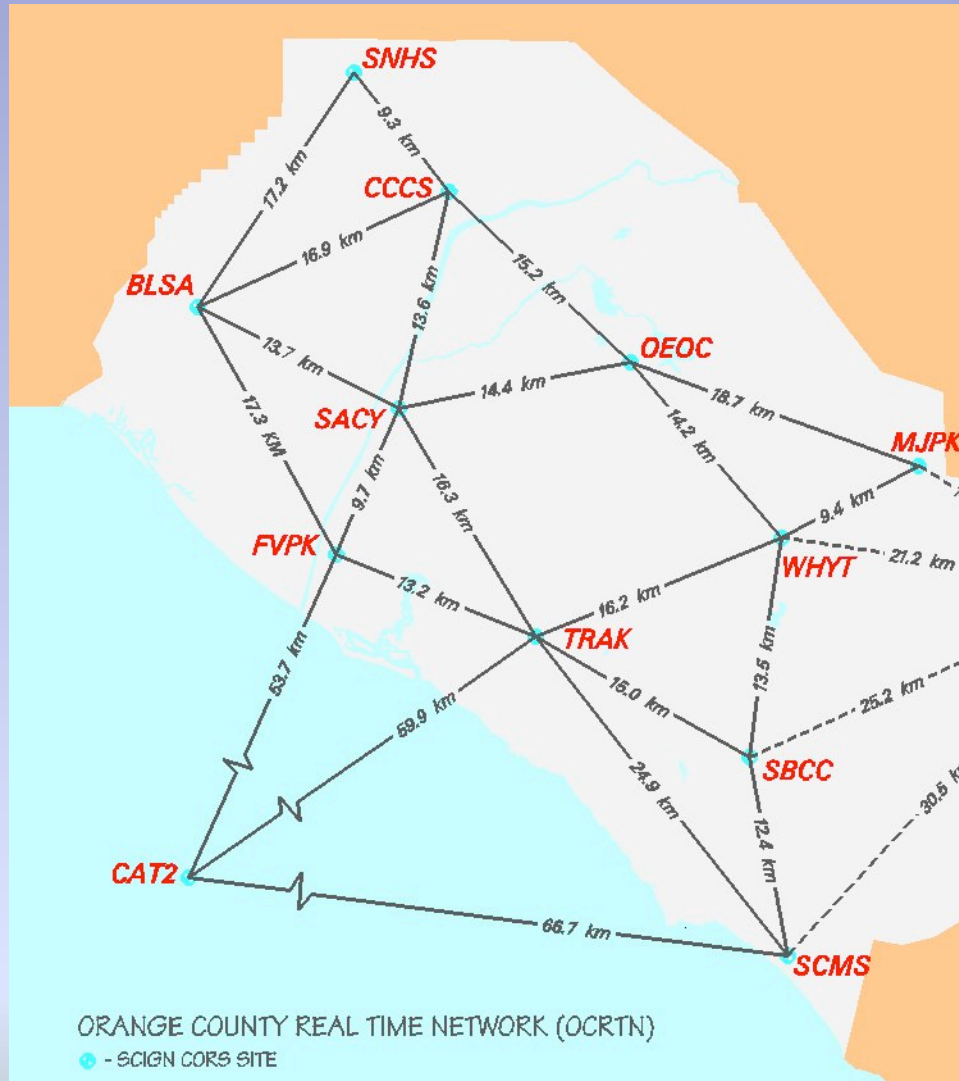 SNHS
9.3 km
17.2 km
CCCS
16.9 km
BLSA
13.6 km
15.2 km
13.7 km
OEOC
14.4 km
18.7 km
SACY
17.3 KM
14.2 km
MJPK
9.7 km
16.3 km
9.4 km
FVPK
21.2 km
WHYT
13.2 km
16.2 km
TRAK
53.7 km
13.5 km
15.0 km
25.2 km
59.9 km
SBCC
24.9 km
30.5 km
12.4 km
CAT2
66.7 km
SCMS
ORANGE COUNTY REAL TIME NETWORK (OCRTN)
- SCIGN CORS SITE